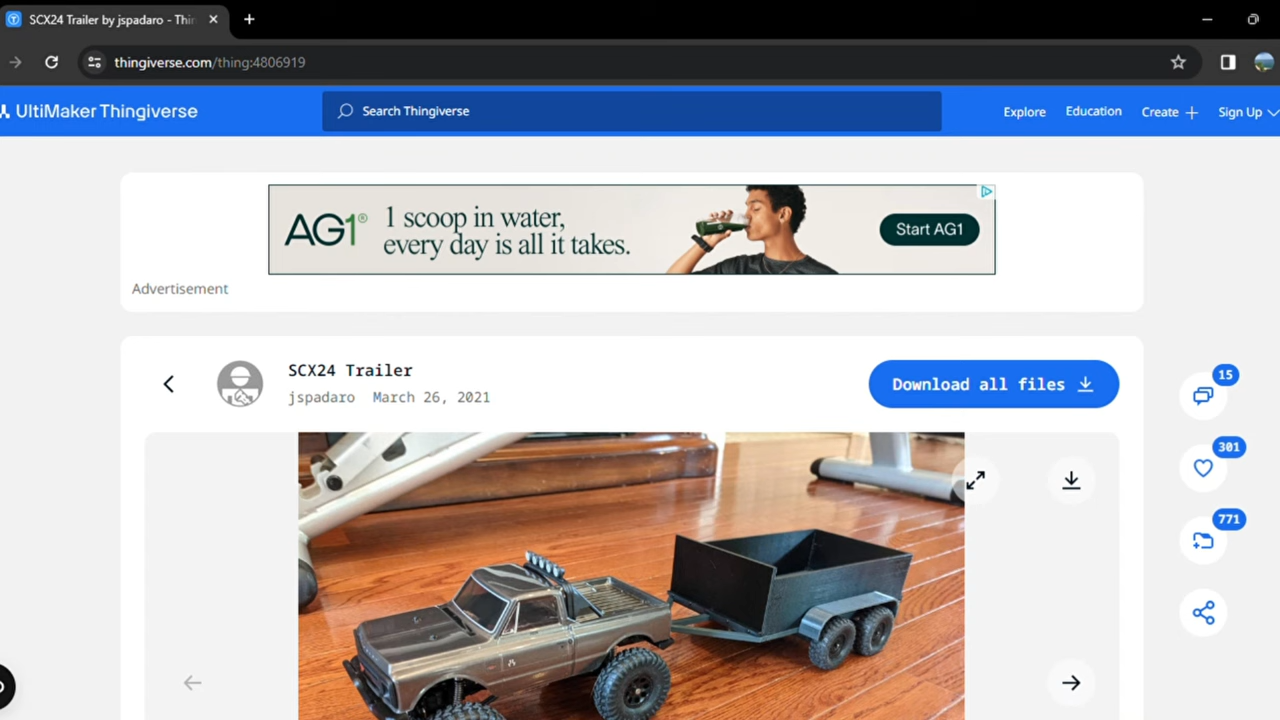 SCX24 Trailer by jspadaro - Thin
thingiverse.com/thing:4806919
UltiMaker Thingiverse
Search Thingiverse
Explore
Education
Create
Sign Up
AG1®
1 scoop in water,
every day is all it takes.
Start AG1
Advertisement
SCX24 Trailer
jspadaro March 26, 2021
Download all files
15
301
771